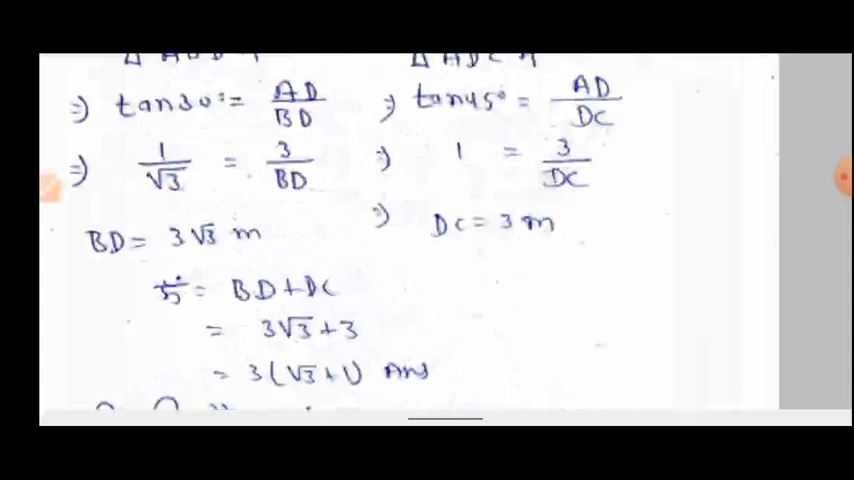 ⇒) tan30° = AD/BD ⇒) tan45° = AD/DC
⇒) 1/√3 = 3/BD ⇒) 1 = 3/DC
BD = 3√3 m ⇒) DC = 3 m
= BD + DC
= 3√3 + 3
= 3(√3 + 1) Ans